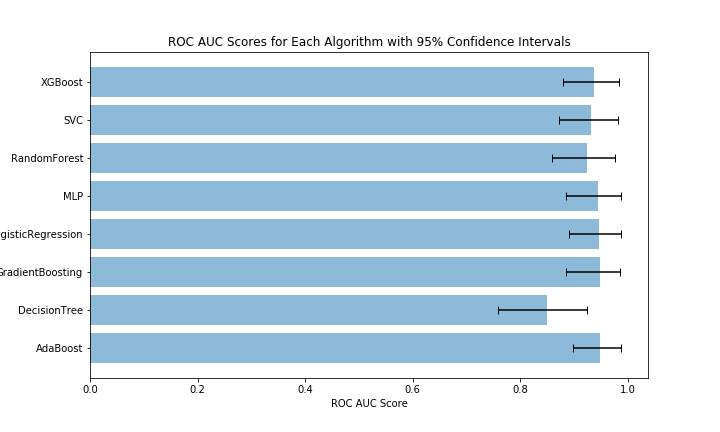 ROC AUC Scores for Each Algorithm with 95% Confidence Intervals
XGBoost
SVC
RandomForest
MLP
gisticRegression
GradientBoosting
DecisionTree
AdaBoost
0.0 0.2 0.4 0.6 0.8 1.0
ROC AUC Score